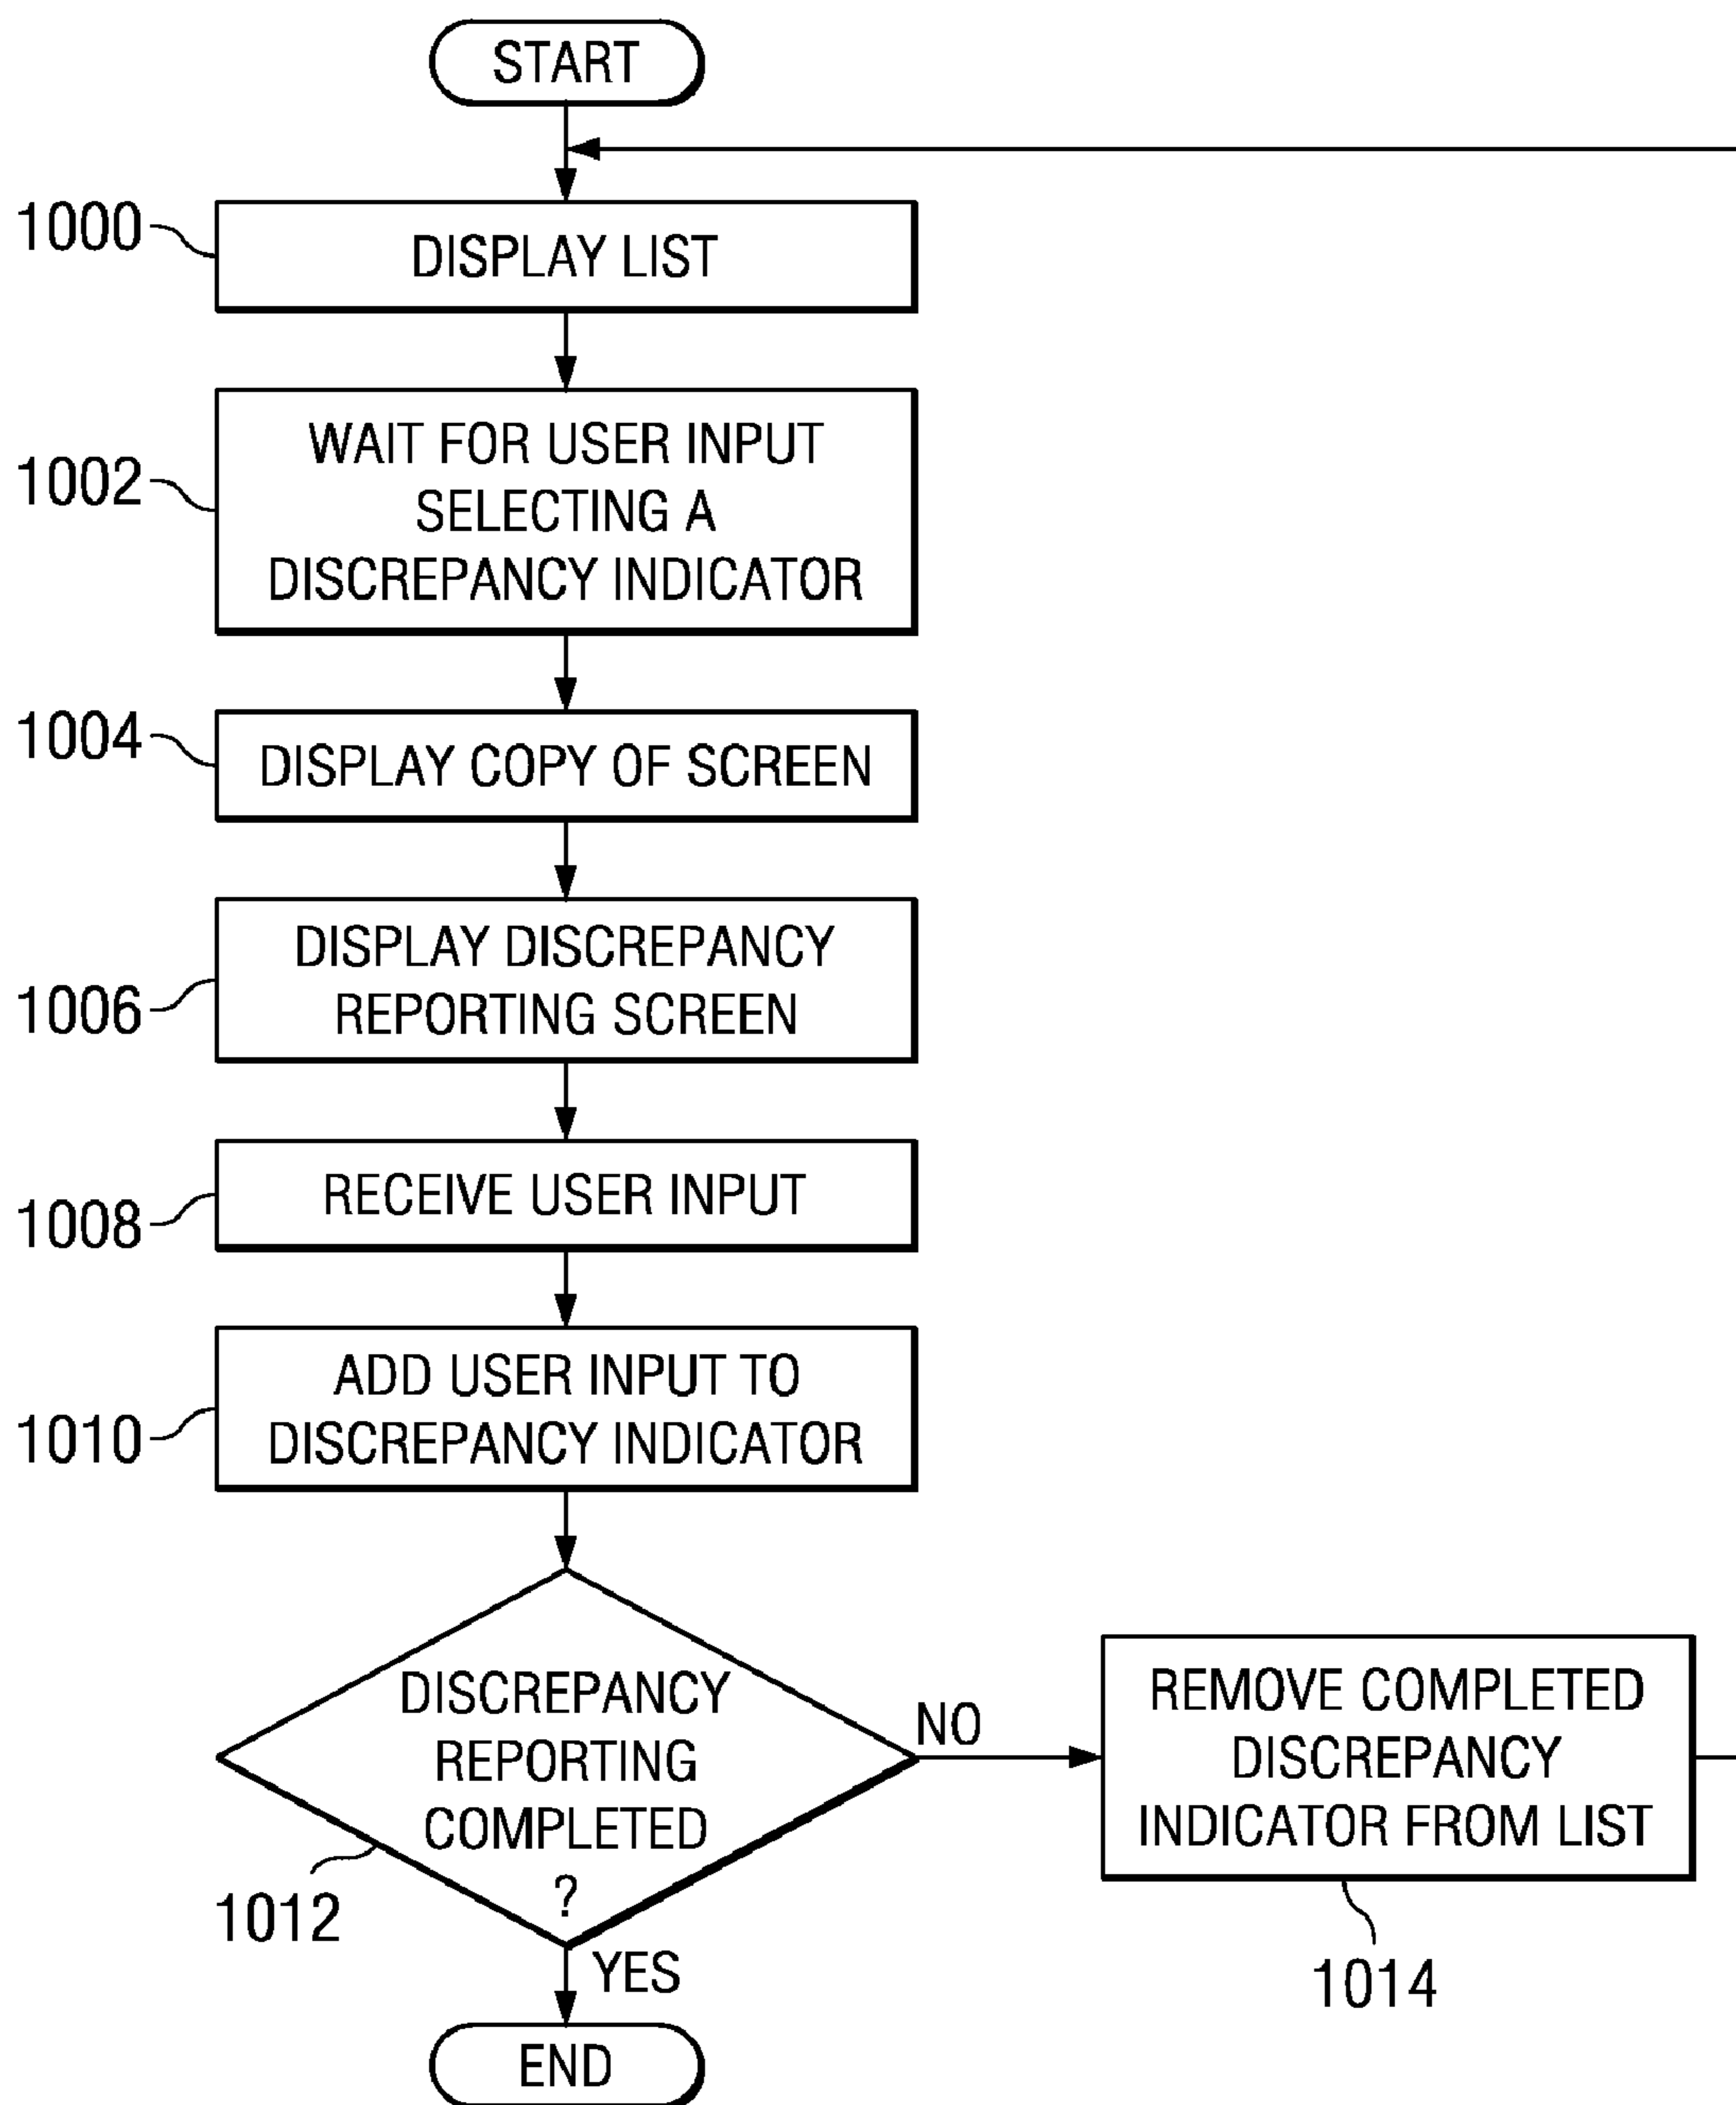 START
1000
DISPLAY LIST
1002
WAIT FOR USER INPUT
SELECTING A
DISCREPANCY INDICATOR
1004
DISPLAY COPY OF SCREEN
1006
DISPLAY DISCREPANCY
REPORTING SCREEN
1008
RECEIVE USER INPUT
1010
ADD USER INPUT TO
DISCREPANCY INDICATOR
1012
DISCREPANCY
REPORTING
COMPLETED
?
NO
REMOVE COMPLETED
DISCREPANCY
INDICATOR FROM LIST
1014
YES
END